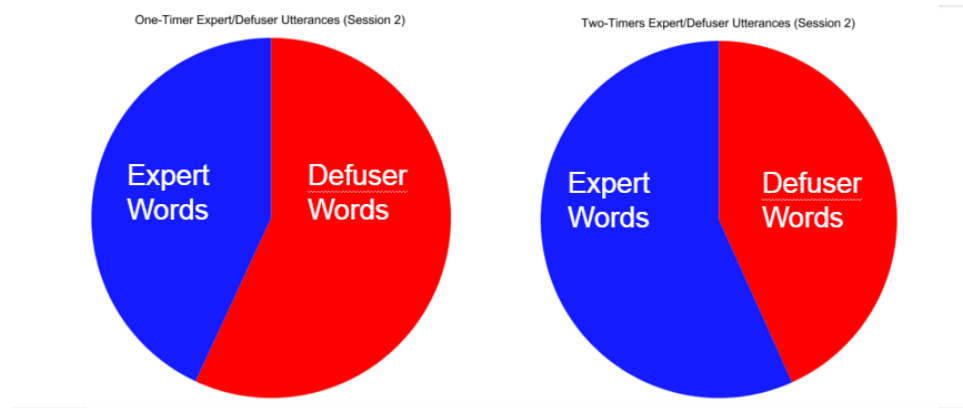 One-Timer Expert/Defuser Utterances (Session 2)
Expert
Words
Defuser
Words
Two-Timers Expert/Defuser Utterances (Session 2)
Expert
Words
Defuser
Words